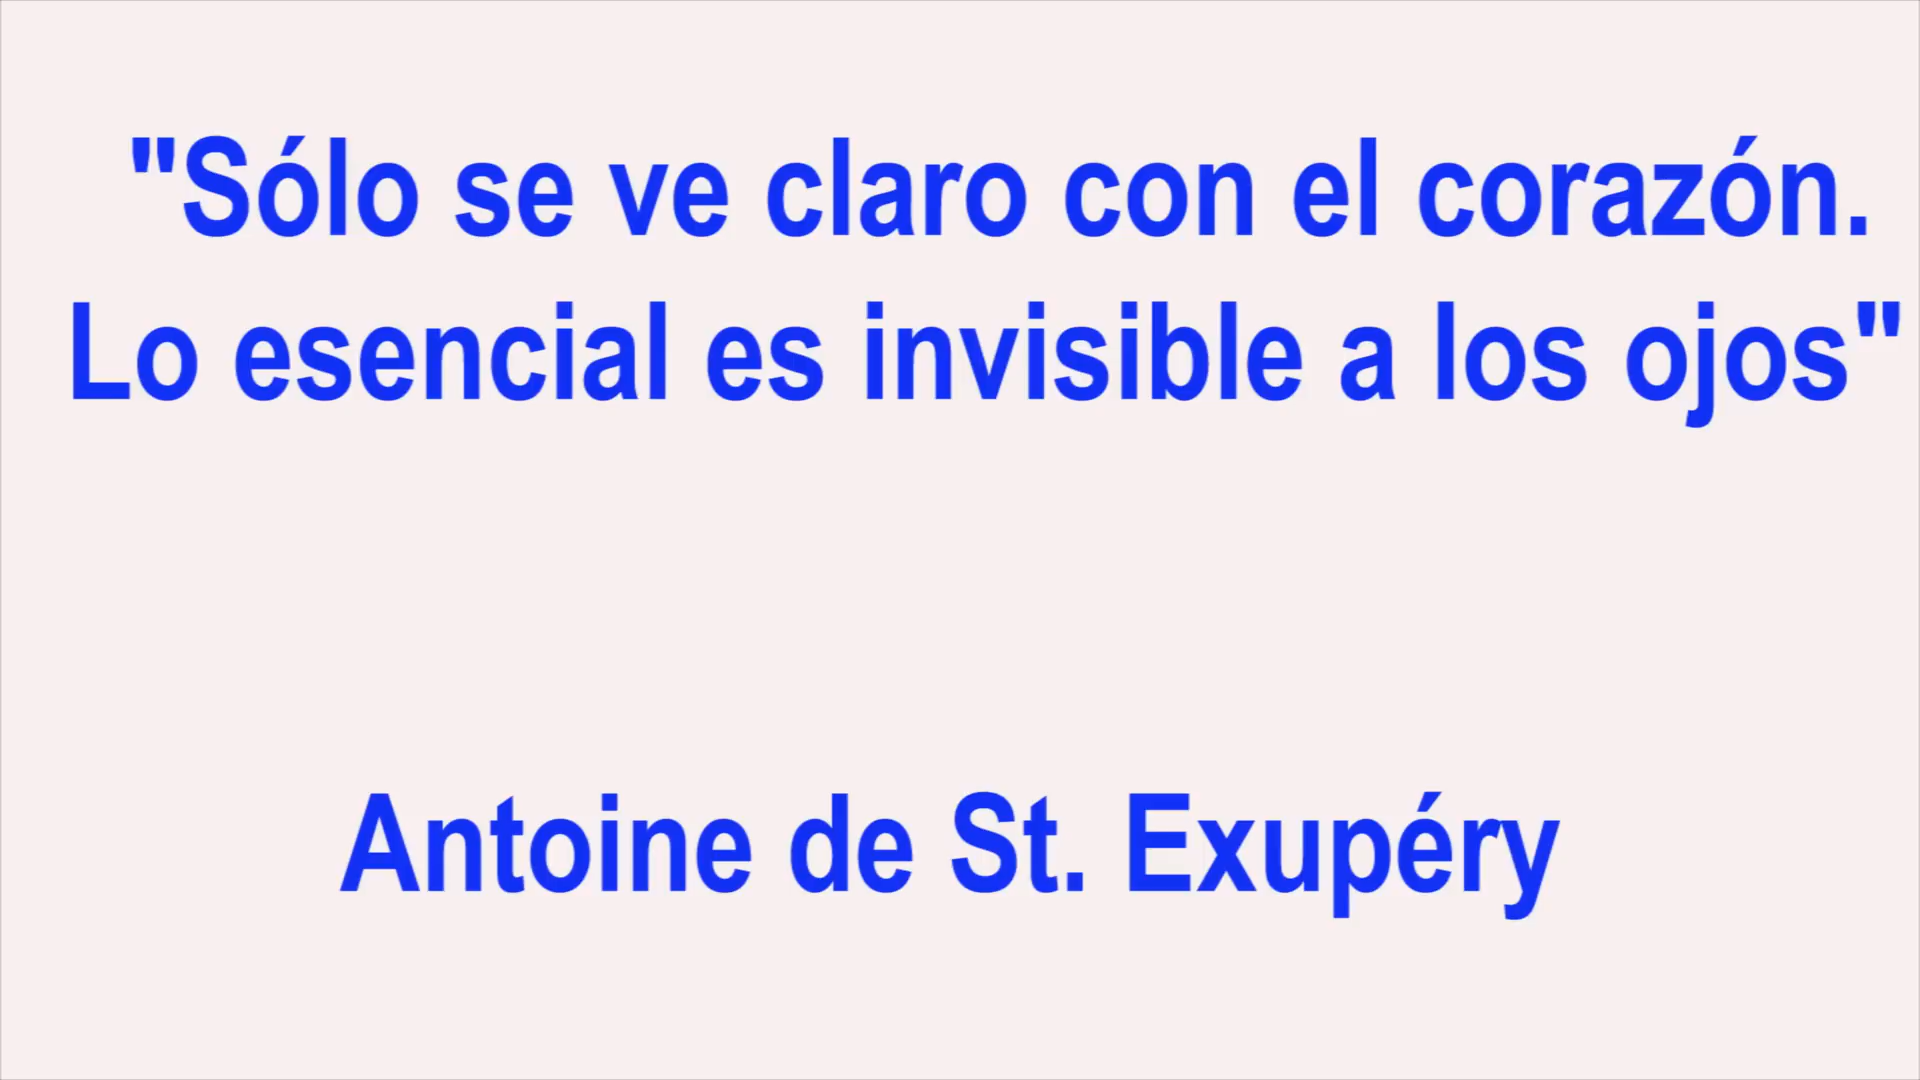 "Sólo se ve claro con el corazón.
Lo esencial es invisible a los ojos"
Antoine de St. Exupéry